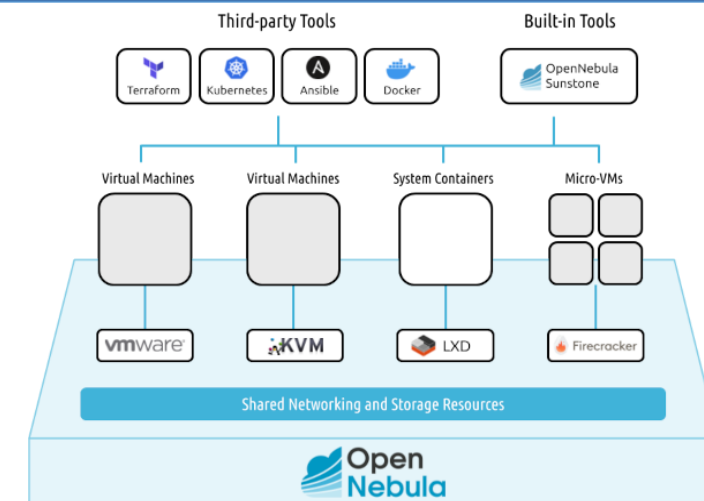 Third-party Tools
Built-in Tools
Terraform
Kubernetes
Ansible
Docker
OpenNebula
Sunstone
Virtual Machines
Virtual Machines
System Containers
Micro-VMs
vmware
KVM
LXD
Firecracker
Shared Networking and Storage Resources
Open
Nebula